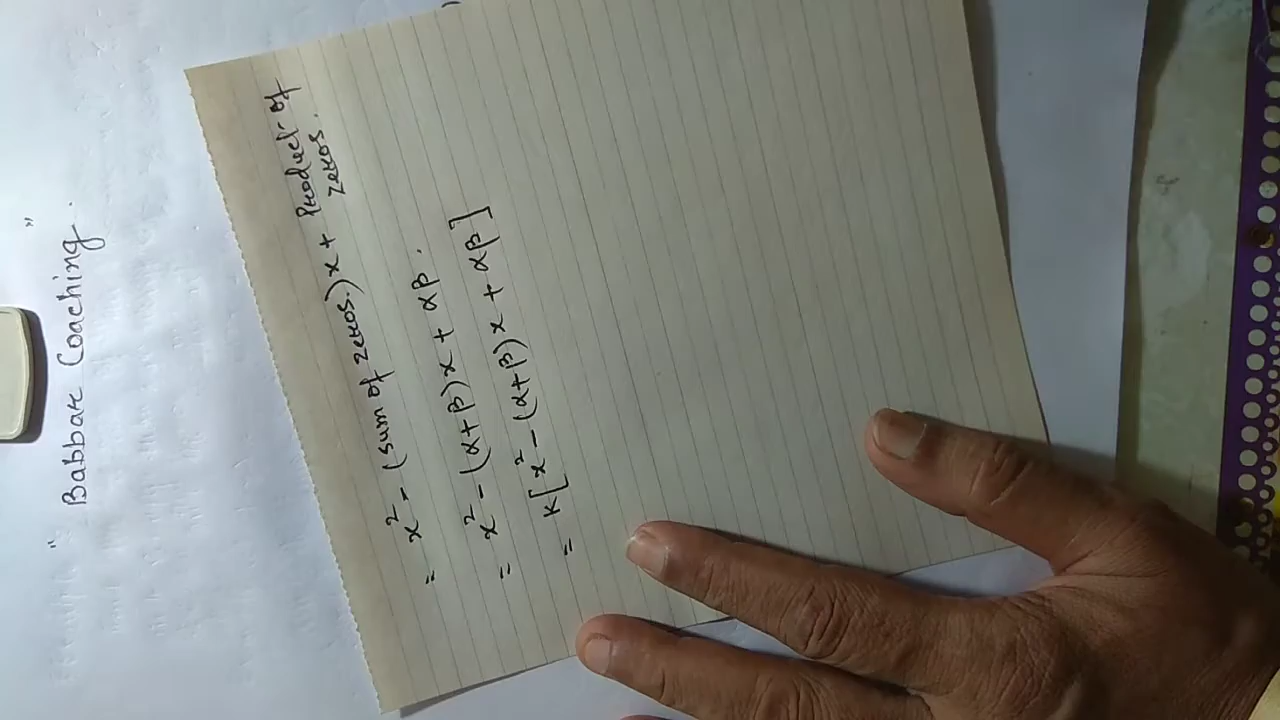 " Babbar Coaching. "
= x² - (sum of zeros.)x + Product of
zeros.
= x² - (α+β)x + αβ.
= K[x² - (α+β)x + αβ]